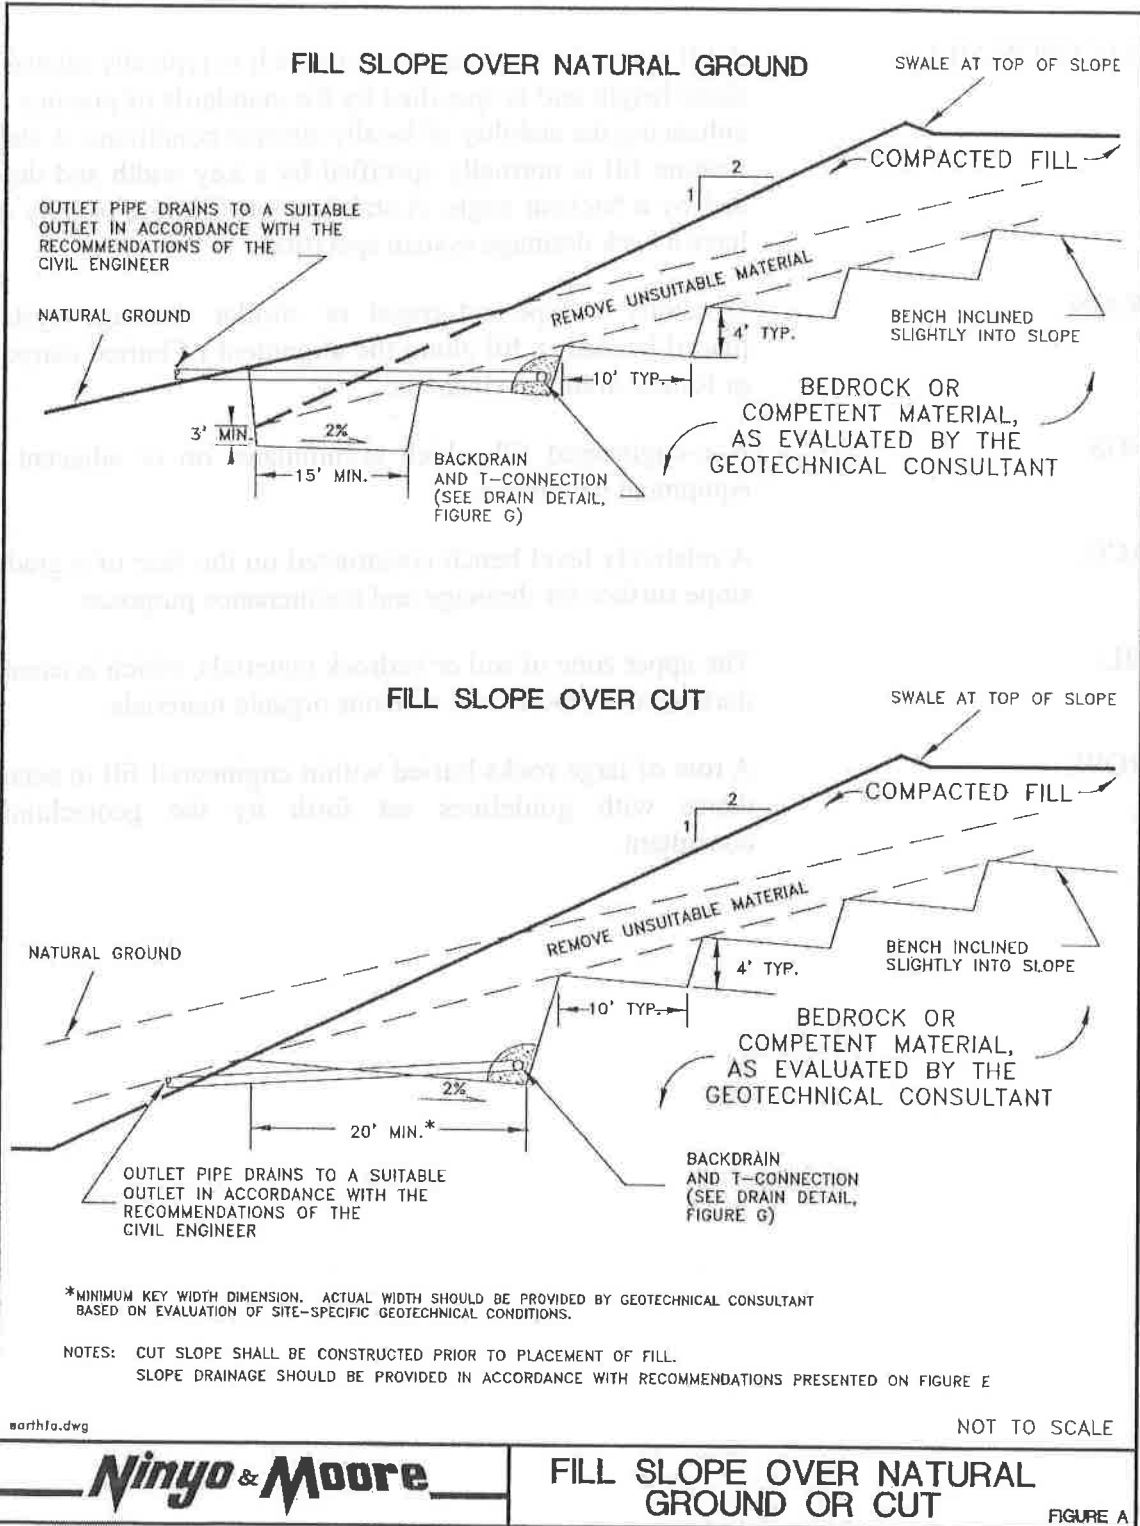 FILL SLOPE OVER NATURAL GROUND
SWALE AT TOP OF SLOPE
2
1
COMPACTED FILL
OUTLET PIPE DRAINS TO A SUITABLE
OUTLET IN ACCORDANCE WITH THE
RECOMMENDATIONS OF THE
CIVIL ENGINEER
REMOVE UNSUITABLE MATERIAL
NATURAL GROUND
4' TYP.
BENCH INCLINED
SLIGHTLY INTO SLOPE
10' TYP.
BEDROCK OR
COMPETENT MATERIAL,
AS EVALUATED BY THE
GEOTECHNICAL CONSULTANT
3' MIN.
2%
15' MIN.
BACKDRAIN
AND T-CONNECTION
(SEE DRAIN DETAIL,
FIGURE G)
FILL SLOPE OVER CUT
SWALE AT TOP OF SLOPE
2
1
COMPACTED FILL
REMOVE UNSUITABLE MATERIAL
NATURAL GROUND
4' TYP.
BENCH INCLINED
SLIGHTLY INTO SLOPE
10' TYP.
BEDROCK OR
COMPETENT MATERIAL,
AS EVALUATED BY THE
GEOTECHNICAL CONSULTANT
2%
20' MIN.*
OUTLET PIPE DRAINS TO A SUITABLE
OUTLET IN ACCORDANCE WITH THE
RECOMMENDATIONS OF THE
CIVIL ENGINEER
BACKDRAIN
AND T-CONNECTION
(SEE DRAIN DETAIL,
FIGURE G)
*MINIMUM KEY WIDTH DIMENSION. ACTUAL WIDTH SHOULD BE PROVIDED BY GEOTECHNICAL CONSULTANT
BASED ON EVALUATION OF SITE-SPECIFIC GEOTECHNICAL CONDITIONS.
NOTES: CUT SLOPE SHALL BE CONSTRUCTED PRIOR TO PLACEMENT OF FILL.
SLOPE DRAINAGE SHOULD BE PROVIDED IN ACCORDANCE WITH RECOMMENDATIONS PRESENTED ON FIGURE E
earthfa.dwg
NOT TO SCALE
Ninyo & Moore
FILL SLOPE OVER NATURAL
GROUND OR CUT
FIGURE A